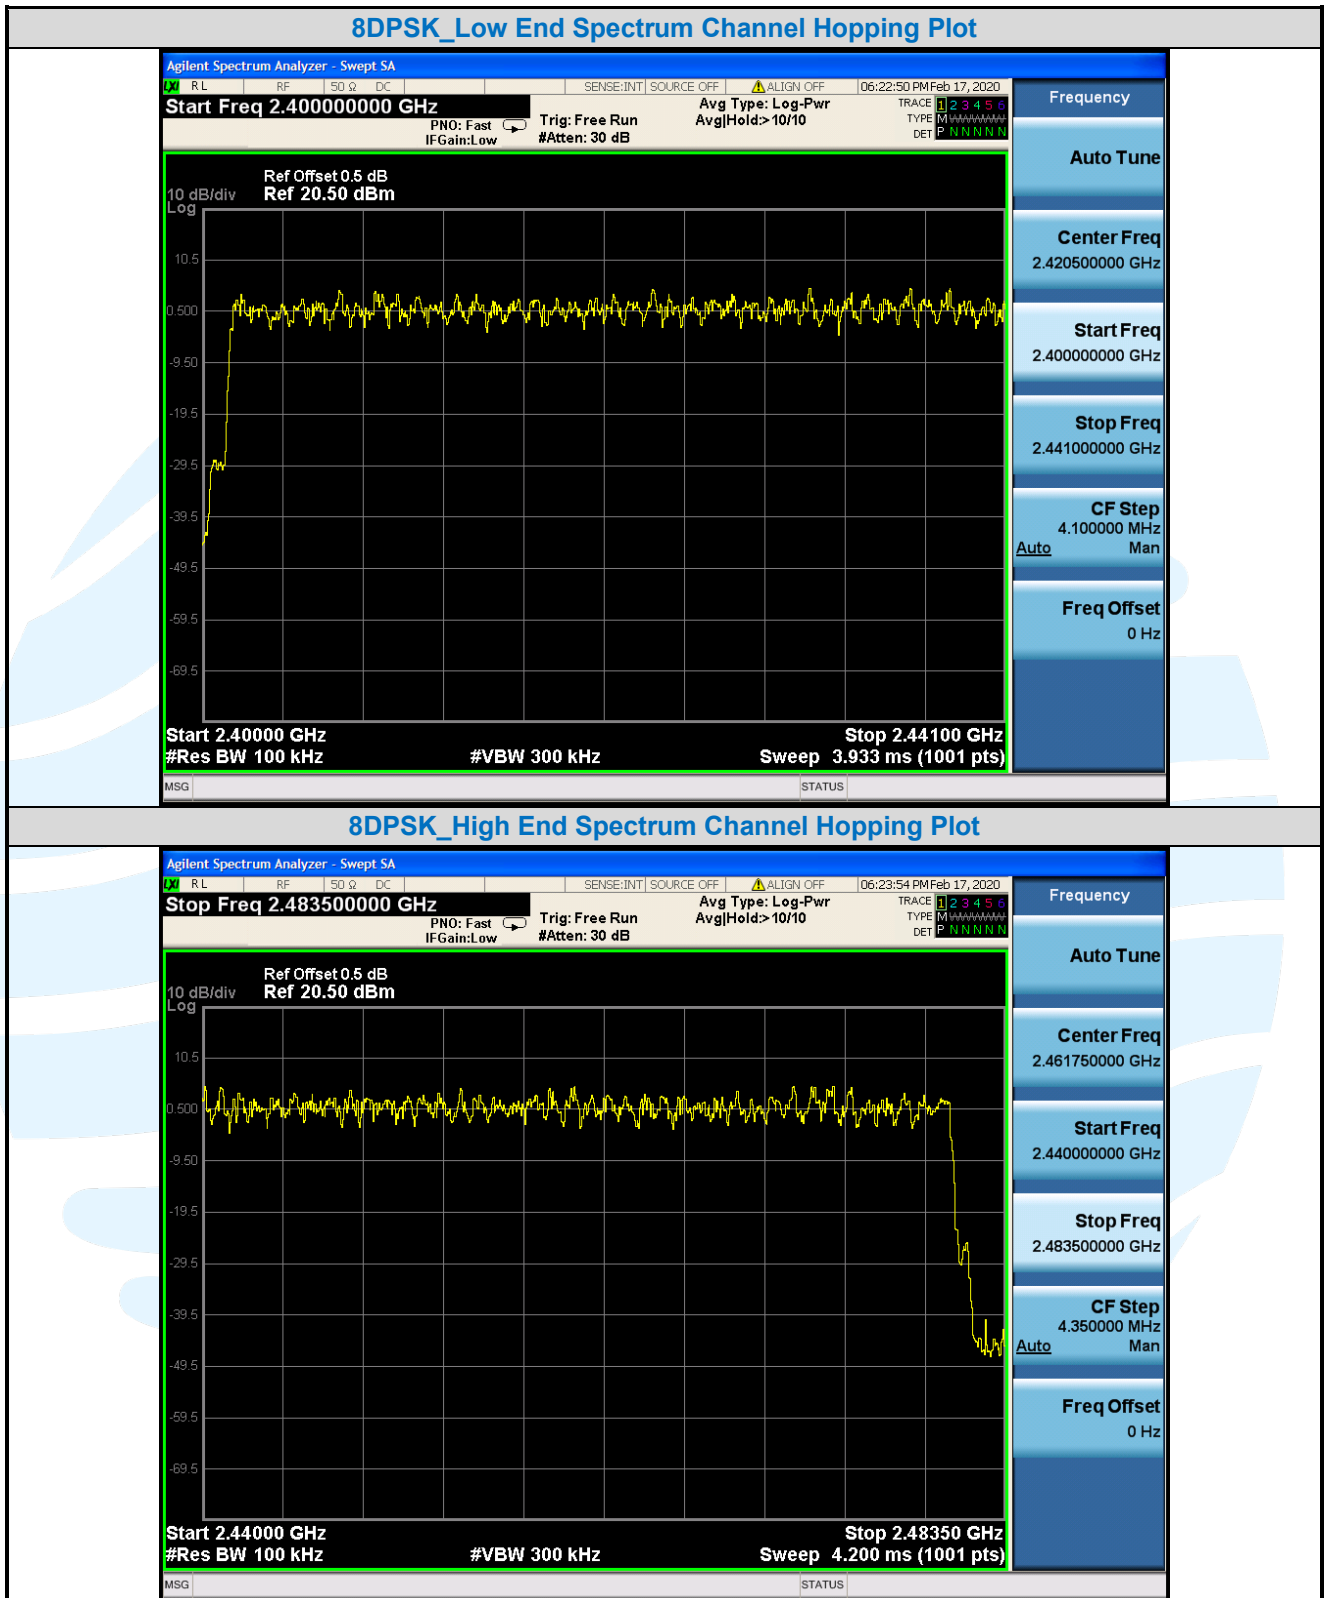 8DPSK_Low End Spectrum Channel Hopping Plot
Agilent Spectrum Analyzer - Swept SA
LXI RL RF 50 Ω DC SENSE:INT SOURCE OFF ALIGN OFF 06:22:50 PM Feb 17, 2020
Start Freq 2.400000000 GHz
PNO: Fast
IFGain:Low
Trig: Free Run
#Atten: 30 dB
Avg Type: Log-Pwr
Avg|Hold:>10/10
TRACE 1 2 3 4 5 6
TYPE M WWWWW
DET P N N N N N
Frequency
Auto Tune
Center Freq
2.420500000 GHz
Start Freq
2.400000000 GHz
Stop Freq
2.441000000 GHz
CF Step
4.100000 MHz
Auto Man
Freq Offset
0 Hz
Ref Offset 0.5 dB
10 dB/div Ref 20.50 dBm
Log
10.5
0.500
-9.50
-19.5
-29.5
-39.5
-49.5
-59.5
-69.5
Start 2.40000 GHz Stop 2.44100 GHz
#Res BW 100 kHz #VBW 300 kHz Sweep 3.933 ms (1001 pts)
MSG STATUS
8DPSK_High End Spectrum Channel Hopping Plot
Agilent Spectrum Analyzer - Swept SA
LXI RL RF 50 Ω DC SENSE:INT SOURCE OFF ALIGN OFF 06:23:54 PM Feb 17, 2020
Stop Freq 2.483500000 GHz
PNO: Fast
IFGain:Low
Trig: Free Run
#Atten: 30 dB
Avg Type: Log-Pwr
Avg|Hold:>10/10
TRACE 1 2 3 4 5 6
TYPE M WWWWW
DET P N N N N N
Frequency
Auto Tune
Center Freq
2.461750000 GHz
Start Freq
2.440000000 GHz
Stop Freq
2.483500000 GHz
CF Step
4.350000 MHz
Auto Man
Freq Offset
0 Hz
Ref Offset 0.5 dB
10 dB/div Ref 20.50 dBm
Log
10.5
0.500
-9.50
-19.5
-29.5
-39.5
-49.5
-59.5
-69.5
Start 2.44000 GHz Stop 2.48350 GHz
#Res BW 100 kHz #VBW 300 kHz Sweep 4.200 ms (1001 pts)
MSG STATUS